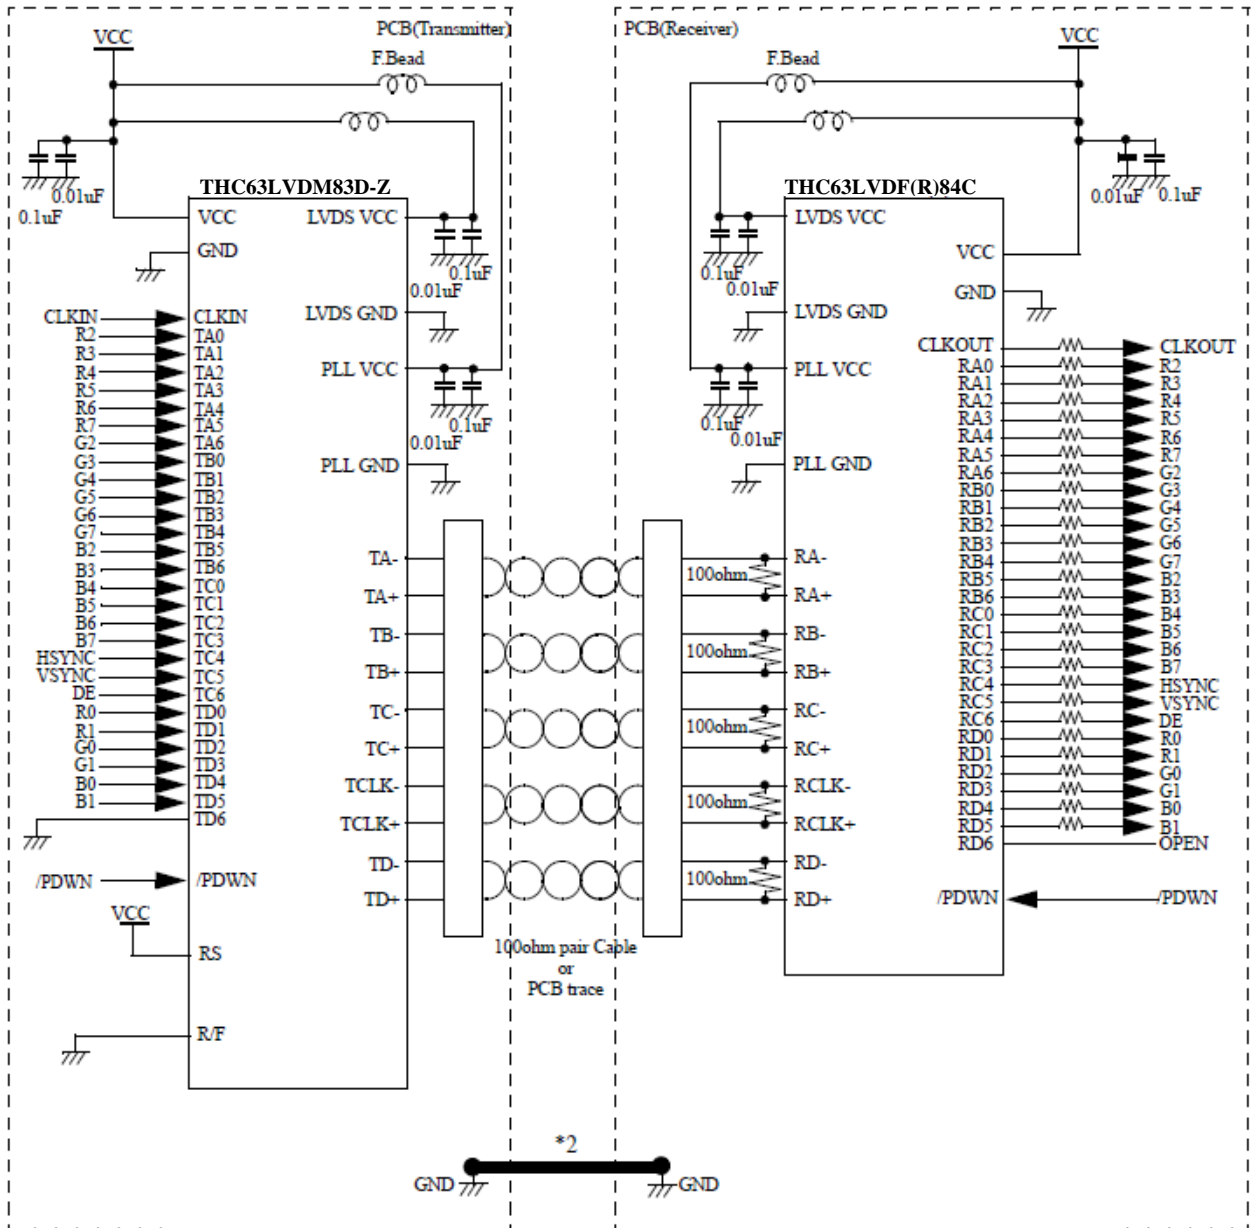 PCB(Transmitter)
VCC
F.Bead
0.01uF
0.1uF
THC63LVDM83D-Z
VCC
GND
LVDS VCC
0.1uF
0.01uF
LVDS GND
PLL VCC
0.1uF
0.01uF
PLL GND
CLKIN CLKIN
R2 TA0
R3 TA1
R4 TA2
R5 TA3
R6 TA4
R7 TA5
G2 TA6
G3 TB0
G4 TB1
G5 TB2
G6 TB3
G7 TB4
B2 TB5
B3 TB6
B4 TC0
B5 TC1
B6 TC2
B7 TC3
HSYNC TC4
VSYNC TC5
DE TC6
R0 TD0
R1 TD1
G0 TD2
G1 TD3
B0 TD4
B1 TD5
TD6
/PDWN /PDWN
VCC
RS
R/F
TA-
TA+
TB-
TB+
TC-
TC+
TCLK-
TCLK+
TD-
TD+
100ohm pair Cable
or
PCB trace
PCB(Receiver)
VCC
F.Bead
0.01uF
0.1uF
THC63LVDF(R)84C
LVDS VCC
0.1uF
0.01uF
LVDS GND
PLL VCC
0.1uF
0.01uF
PLL GND
VCC
GND
100ohm
RA-
RA+
100ohm
RB-
RB+
100ohm
RC-
RC+
100ohm
RCLK-
RCLK+
100ohm
RD-
RD+
CLKOUT CLKOUT
RA0 R2
RA1 R3
RA2 R4
RA3 R5
RA4 R6
RA5 R7
RA6 G2
RB0 G3
RB1 G4
RB2 G5
RB3 G6
RB4 G7
RB5 B2
RB6 B3
RC0 B4
RC1 B5
RC2 B6
RC3 B7
RC4 HSYNC
RC5 VSYNC
RC6 DE
RD0 R0
RD1 R1
RD2 G0
RD3 G1
RD4 B0
RD5 B1
RD6 OPEN
/PDWN /PDWN
*2
GND GND